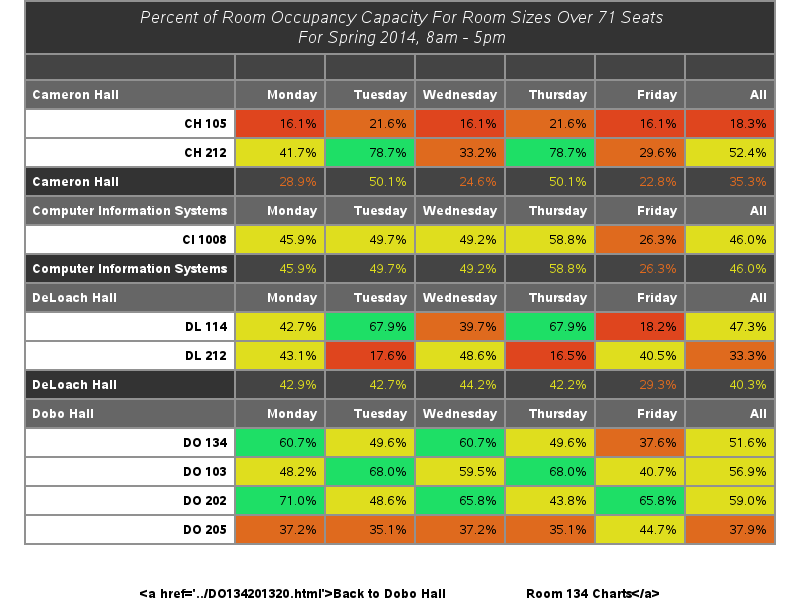 Percent of Room Occupancy Capacity For Room Sizes Over 71 Seats
For Spring 2014, 8am - 5pm
Cameron Hall Monday Tuesday Wednesday Thursday Friday All
CH 105 16.1% 21.6% 16.1% 21.6% 16.1% 18.3%
CH 212 41.7% 78.7% 33.2% 78.7% 29.6% 52.4%
Cameron Hall 28.9% 50.1% 24.6% 50.1% 22.8% 35.3%
Computer Information Systems Monday Tuesday Wednesday Thursday Friday All
CI 1008 45.9% 49.7% 49.2% 58.8% 26.3% 46.0%
Computer Information Systems 45.9% 49.7% 49.2% 58.8% 26.3% 46.0%
DeLoach Hall Monday Tuesday Wednesday Thursday Friday All
DL 114 42.7% 67.9% 39.7% 67.9% 18.2% 47.3%
DL 212 43.1% 17.6% 48.6% 16.5% 40.5% 33.3%
DeLoach Hall 42.9% 42.7% 44.2% 42.2% 29.3% 40.3%
Dobo Hall Monday Tuesday Wednesday Thursday Friday All
DO 134 60.7% 49.6% 60.7% 49.6% 37.6% 51.6%
DO 103 48.2% 68.0% 59.5% 68.0% 40.7% 56.9%
DO 202 71.0% 48.6% 65.8% 43.8% 65.8% 59.0%
DO 205 37.2% 35.1% 37.2% 35.1% 44.7% 37.9%
<a href='../DO134201320.html'>Back to Dobo Hall Room 134 Charts</a>